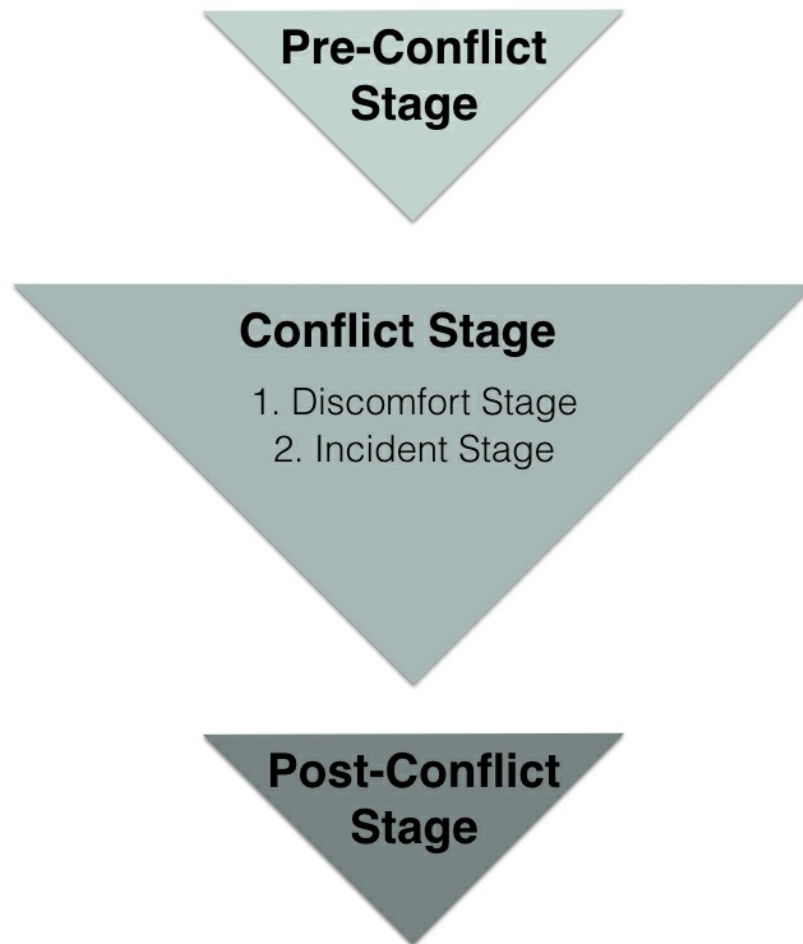 Pre-Conflict
Stage
Conflict Stage
1. Discomfort Stage
2. Incident Stage
Post-Conflict
Stage